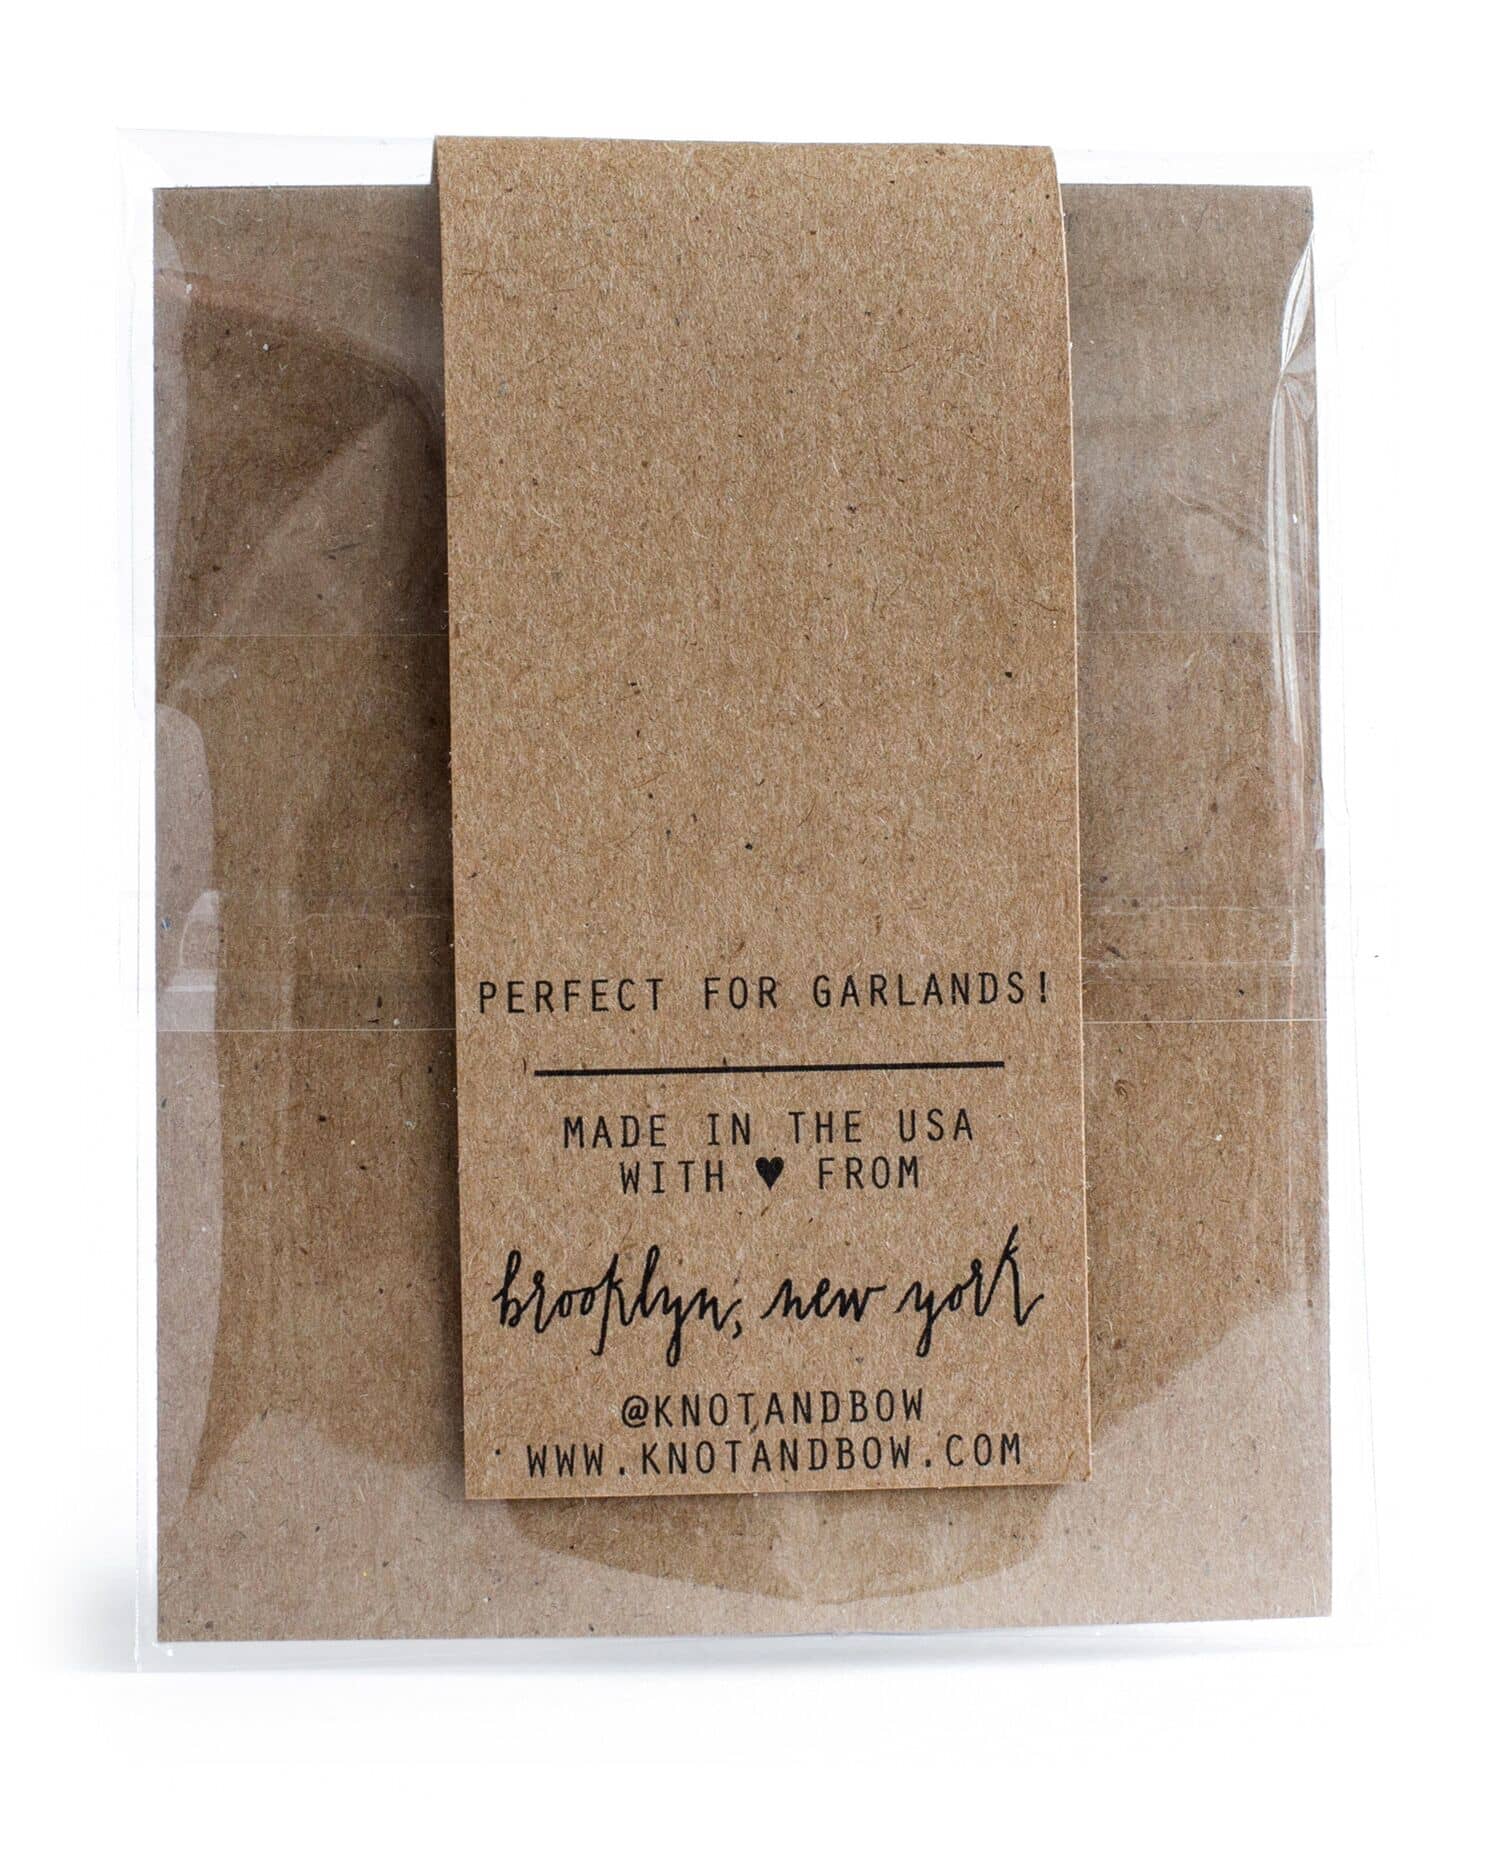 PERFECT FOR GARLANDS!
MADE IN THE USA
WITH ♥ FROM
brooklyn, new york
@KNOTANDBOW
WWW.KNOTANDBOW.COM